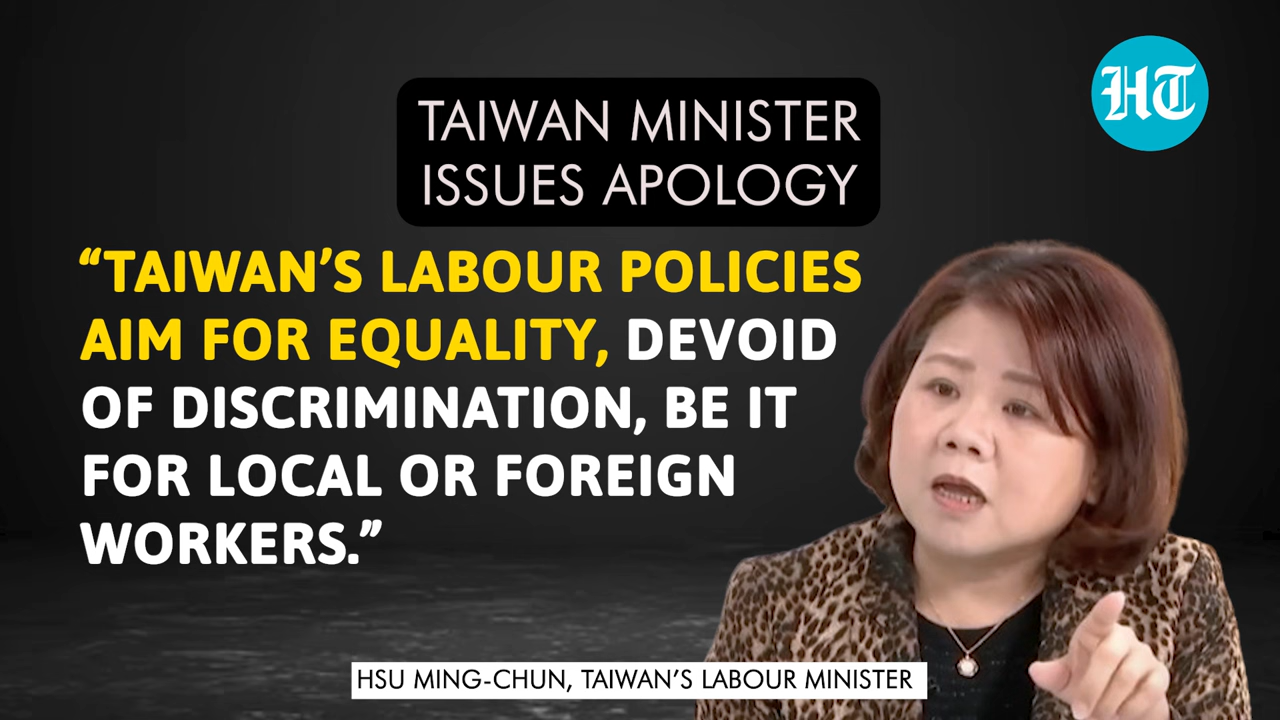 HT
TAIWAN MINISTER
ISSUES APOLOGY
“TAIWAN’S LABOUR POLICIES
AIM FOR EQUALITY, DEVOID
OF DISCRIMINATION, BE IT
FOR LOCAL OR FOREIGN
WORKERS.”
HSU MING-CHUN, TAIWAN’S LABOUR MINISTER